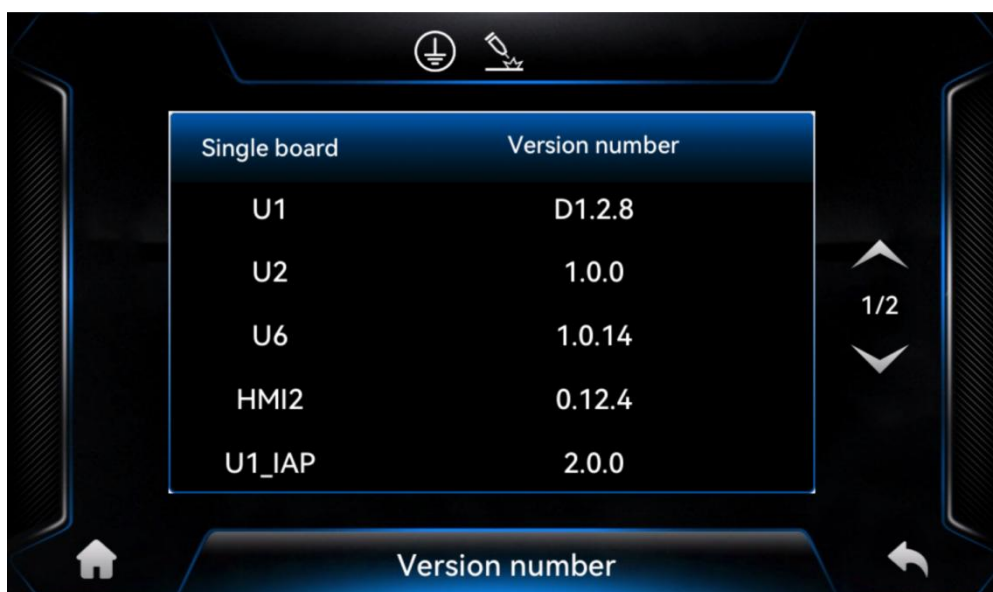 Single board Version number
U1 D1.2.8
U2 1.0.0
1/2
U6 1.0.14
HMI2 0.12.4
U1_IAP 2.0.0
Version number